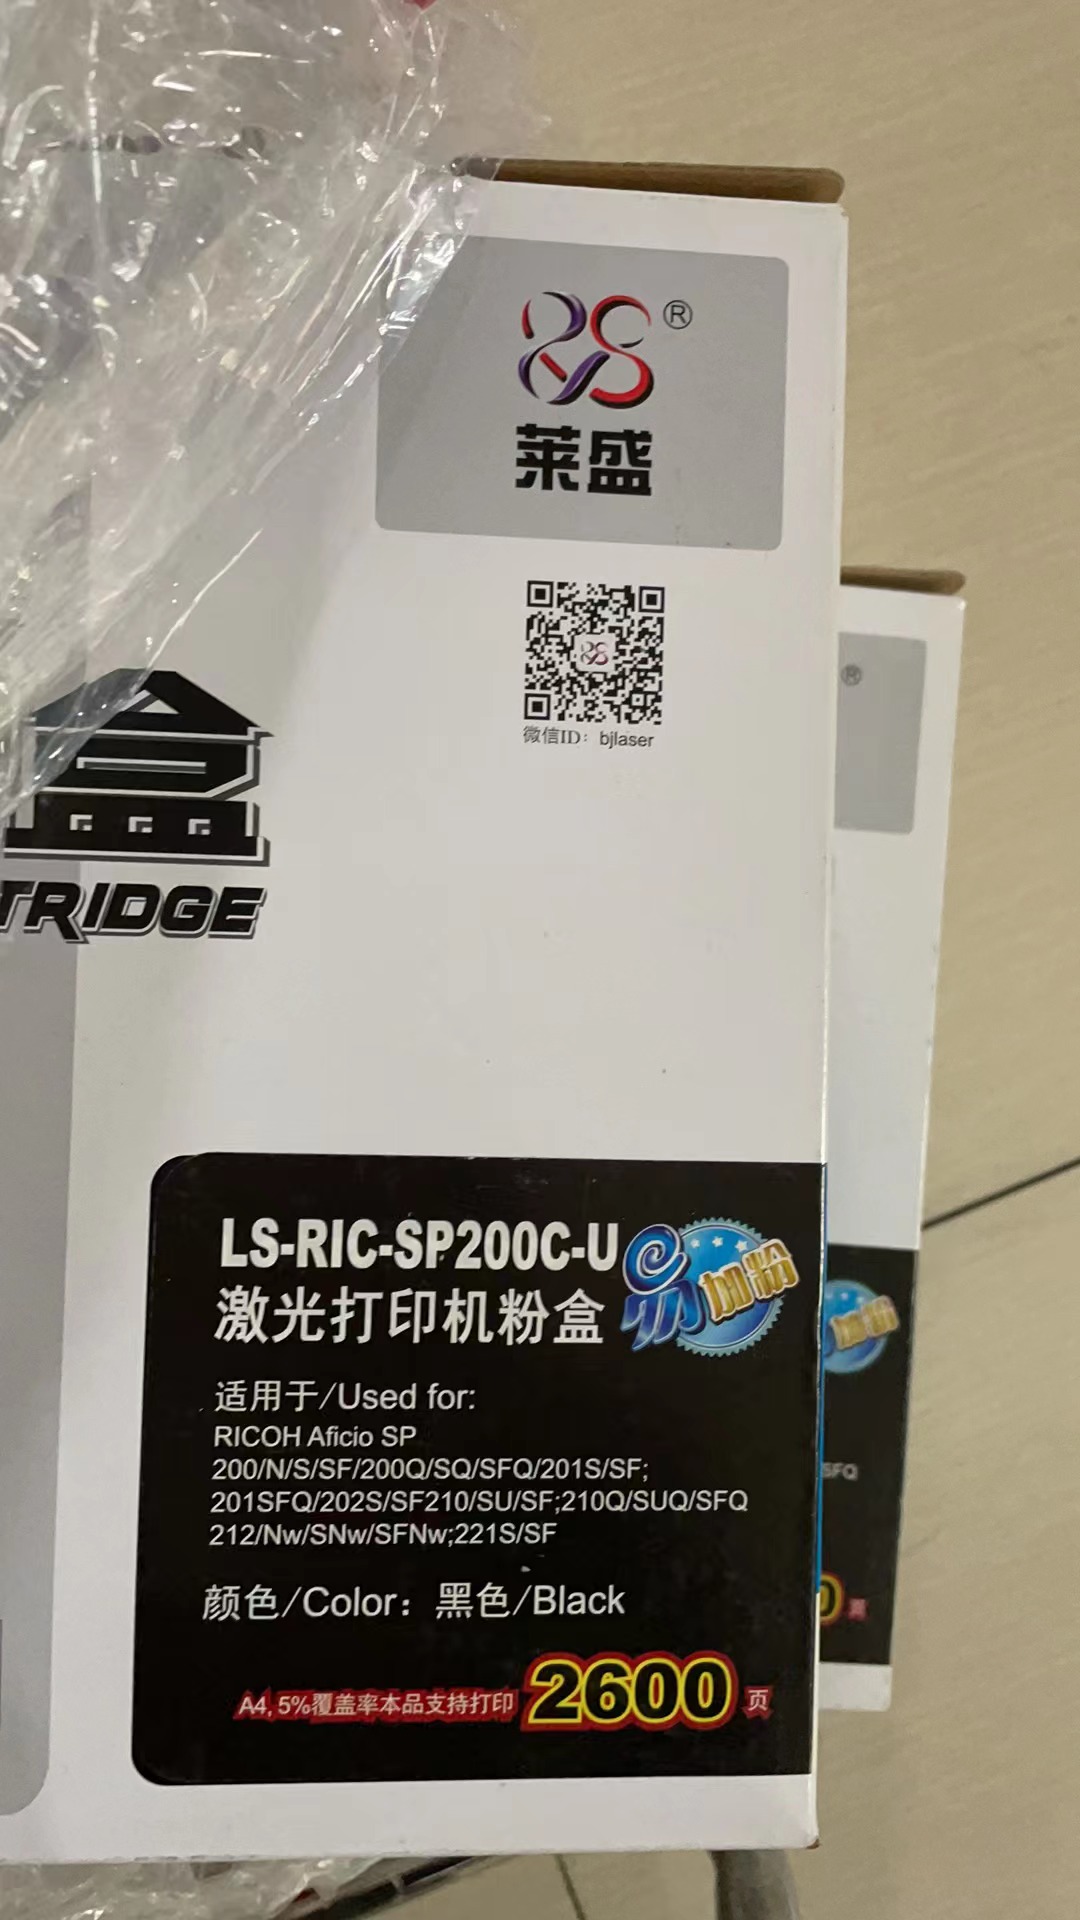 ®
莱盛
微信ID：bjlaser
盒
TRIDGE
LS-RIC-SP200C-U
易加粉
激光打印机粉盒
适用于/Used for:
RICOH Aficio SP
200/N/S/SF/200Q/SQ/SFQ/201S/SF;
201SFQ/202S/SF210/SU/SF;210Q/SUQ/SFQ
212/Nw/SNw/SFNw;221S/SF
颜色/Color：黑色/Black
A4, 5%覆盖率本品支持打印 2600 页
®
加粉
SFQ
0 页